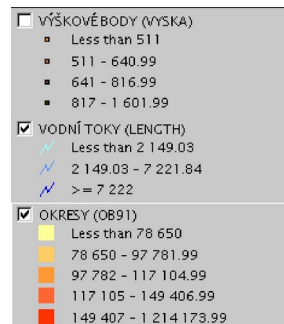 VÝŠKOVÉ BODY (VYSKA)
Less than 511
511 - 640.99
641 - 816.99
817 - 1 601.99
VODNÍ TOKY (LENGTH)
Less than 2 149.03
2 149.03 - 7 221.84
>= 7 222
OKRESY (OB91)
Less than 78 650
78 650 - 97 781.99
97 782 - 117 104.99
117 105 - 149 406.99
149 407 - 1 214 173.99